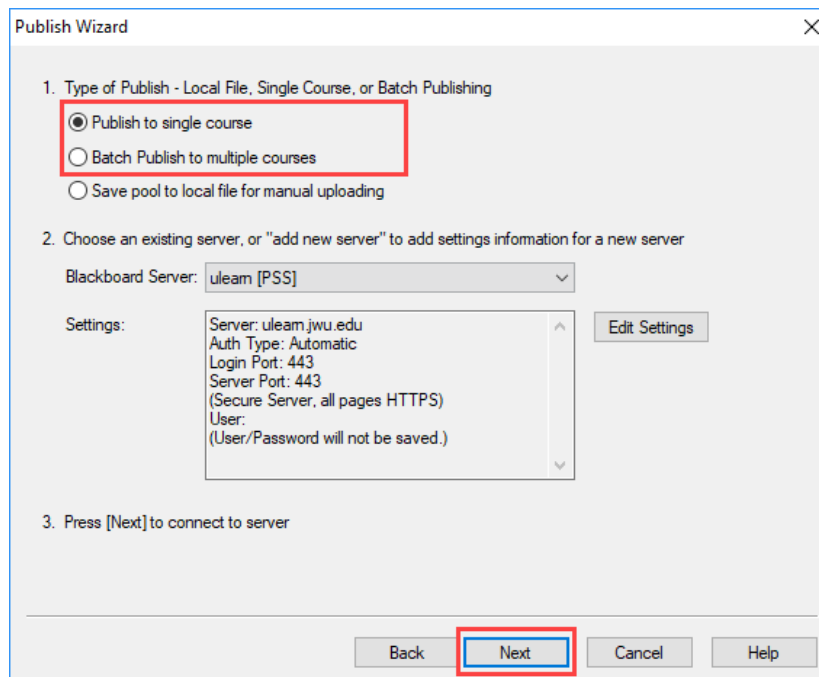 Publish Wizard
1. Type of Publish - Local File, Single Course, or Batch Publishing
Publish to single course
Batch Publish to multiple courses
Save pool to local file for manual uploading
2. Choose an existing server, or "add new server" to add settings information for a new server
Blackboard Server: ulearn [PSS]
Settings:
Server: ulearn.jwu.edu
Auth Type: Automatic
Login Port: 443
Server Port: 443
(Secure Server, all pages HTTPS)
User:
(User/Password will not be saved.)
Edit Settings
3. Press [Next] to connect to server
Back Next Cancel Help